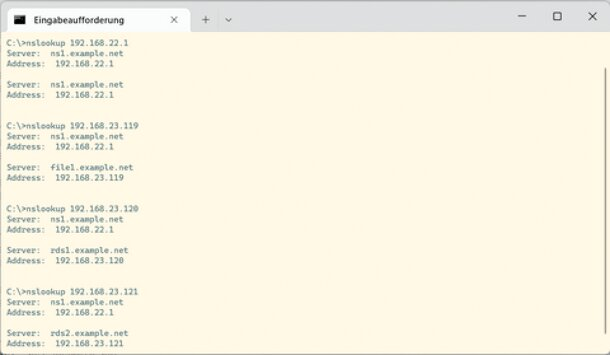 Eingabeaufforderung
C:\>nslookup 192.168.22.1
Server:  ns1.example.net
Address:  192.168.22.1

Server:  ns1.example.net
Address:  192.168.22.1

C:\>nslookup 192.168.23.119
Server:  ns1.example.net
Address:  192.168.22.1

Server:  file1.example.net
Address:  192.168.23.119

C:\>nslookup 192.168.23.120
Server:  ns1.example.net
Address:  192.168.22.1

Server:  rds1.example.net
Address:  192.168.23.120

C:\>nslookup 192.168.23.121
Server:  ns1.example.net
Address:  192.168.22.1

Server:  rds2.example.net
Address:  192.168.23.121